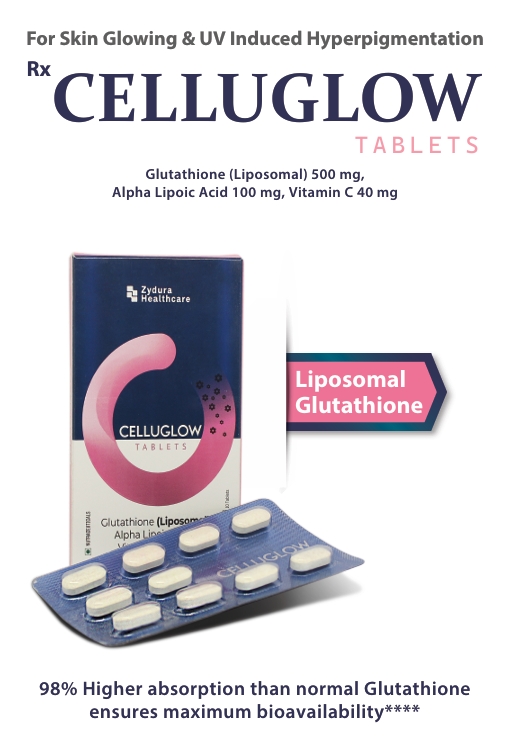 For Skin Glowing & UV Induced Hyperpigmentation
Rx
CELLUGLOW
TABLETS
Glutathione (Liposomal) 500 mg,
Alpha Lipoic Acid 100 mg, Vitamin C 40 mg
Zydura
Healthcare
Liposomal
Glutathione
CELLUGLOW
TABLETS
NUTRACEUTICALS
Tablets
Glutathione
Alpha
CELLUGLOW
98% Higher absorption than normal Glutathione
ensures maximum bioavailability****